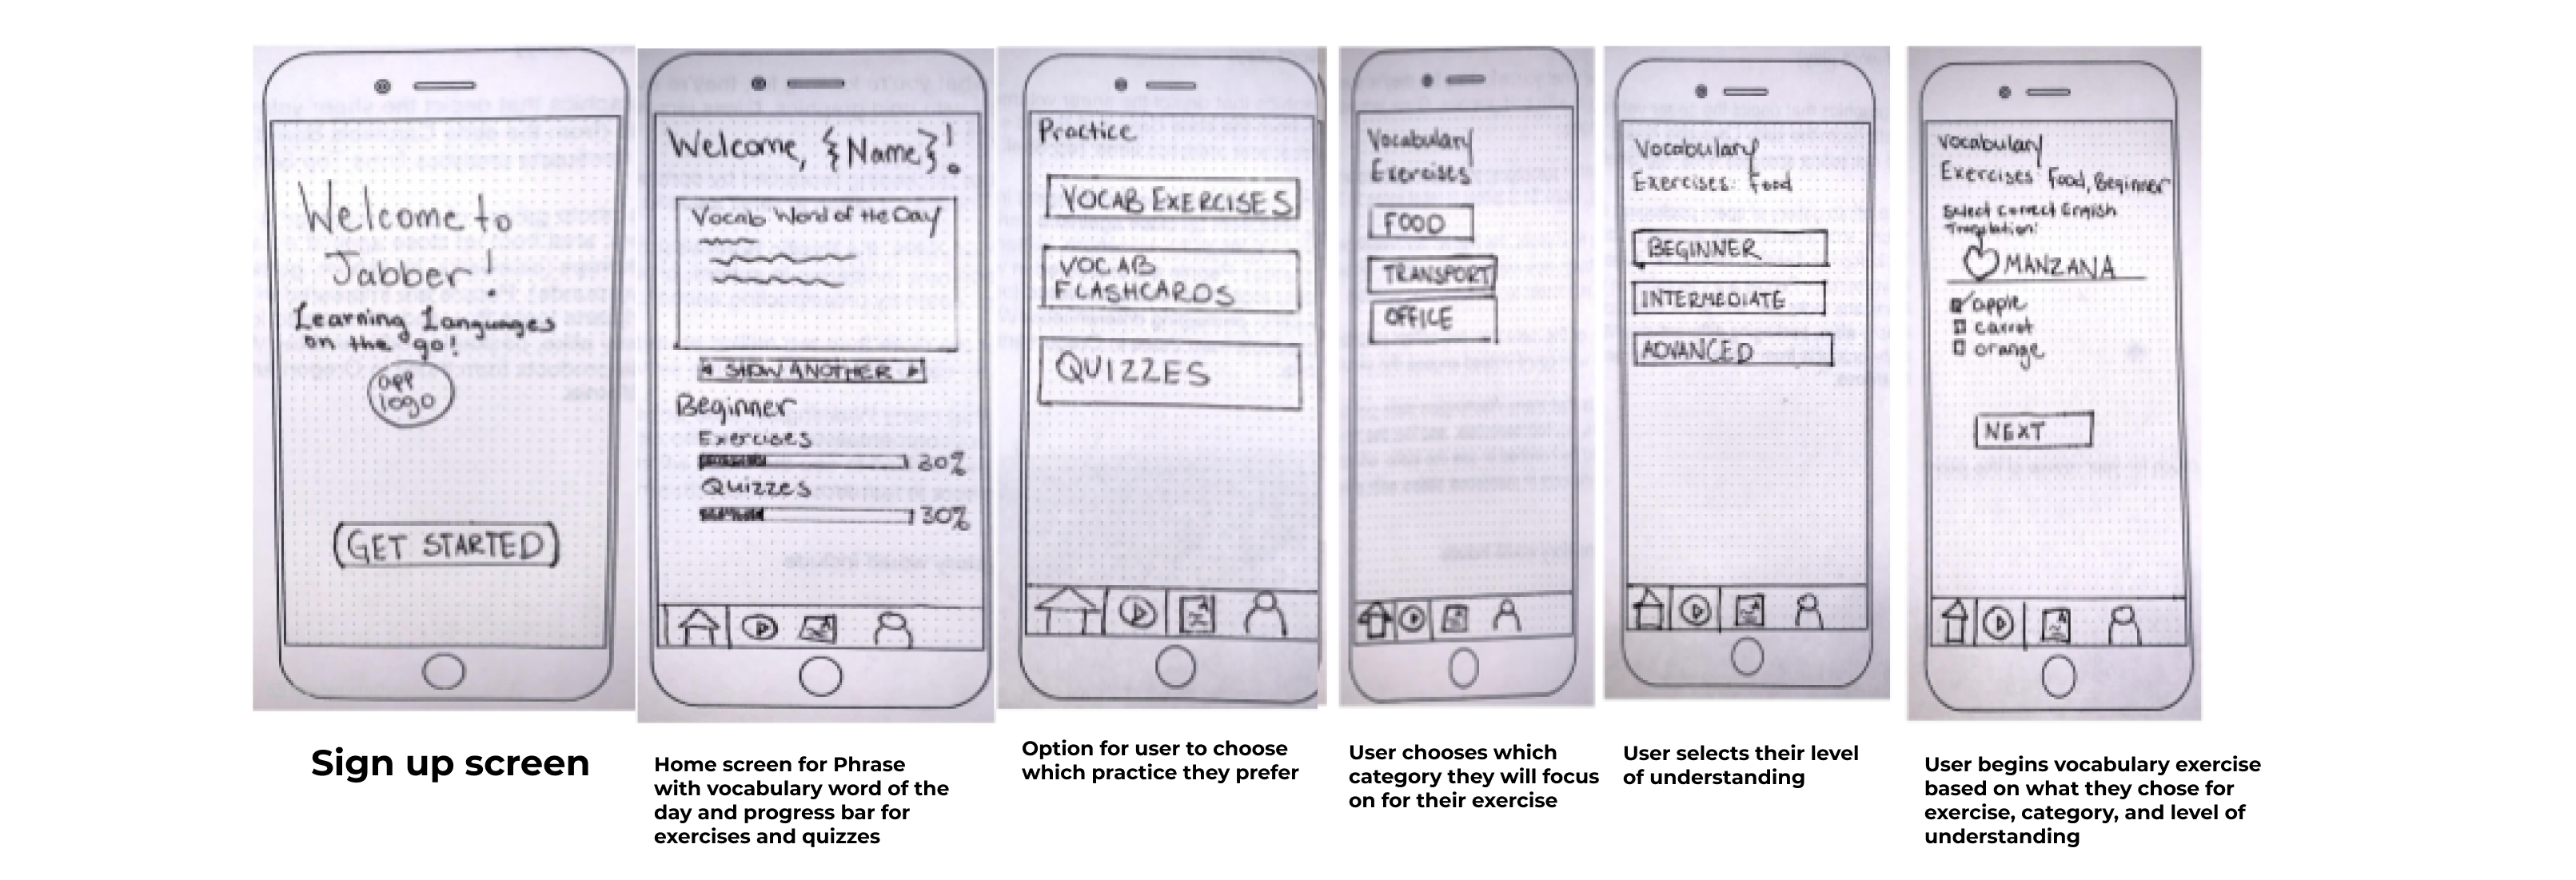 Welcome to
Jabber!
Learning Languages
on the go!
app
logo
GET STARTED
Sign up screen
Welcome, {Name}!
Vocab Word of the Day
SHOW ANOTHER
Beginner
Exercises
30%
Quizzes
30%
Home screen for Phrase
with vocabulary word of the
day and progress bar for
exercises and quizzes
Practice
VOCAB EXERCISES
VOCAB
FLASHCARDS
QUIZZES
Option for user to choose
which practice they prefer
Vocabulary
Exercises
FOOD
TRANSPORT
OFFICE
User chooses which
category they will focus
on for their exercise
Vocabulary
Exercises: Food
BEGINNER
INTERMEDIATE
ADVANCED
User selects their level
of understanding
Vocabulary
Exercises: Food, Beginner
Select Correct English
Translation:
MANZANA
apple
carrot
orange
NEXT
User begins vocabulary exercise
based on what they chose for
exercise, category, and level of
understanding